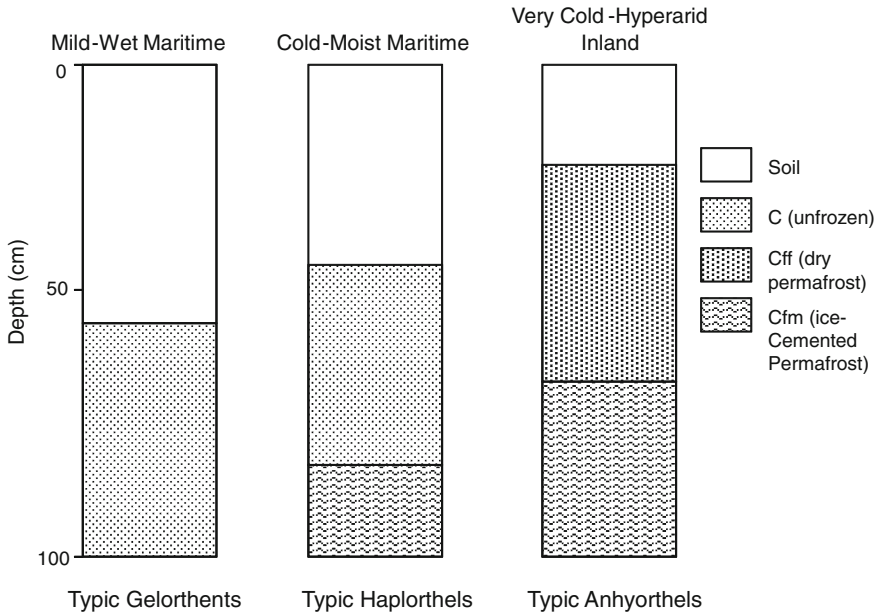 Mild-Wet Maritime
Cold-Moist Maritime
Very Cold-Hyperarid
Inland
0
50
100
Depth (cm)
Soil
C (unfrozen)
Cff (dry
permafrost)
Cfm (ice-
Cemented
Permafrost)
Typic Gelorthents
Typic Haplorthels
Typic Anhyorthels